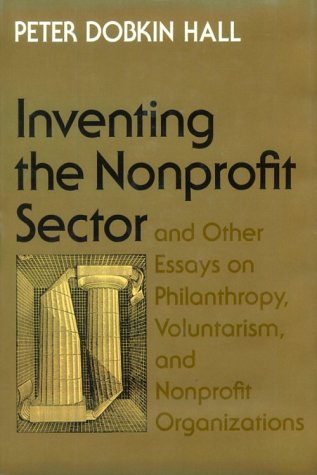 PETER DOBKIN HALL
Inventing
the Nonprofit
Sector
and Other
Essays on
Philanthropy,
Voluntarism,
and
Nonprofit
Organizations